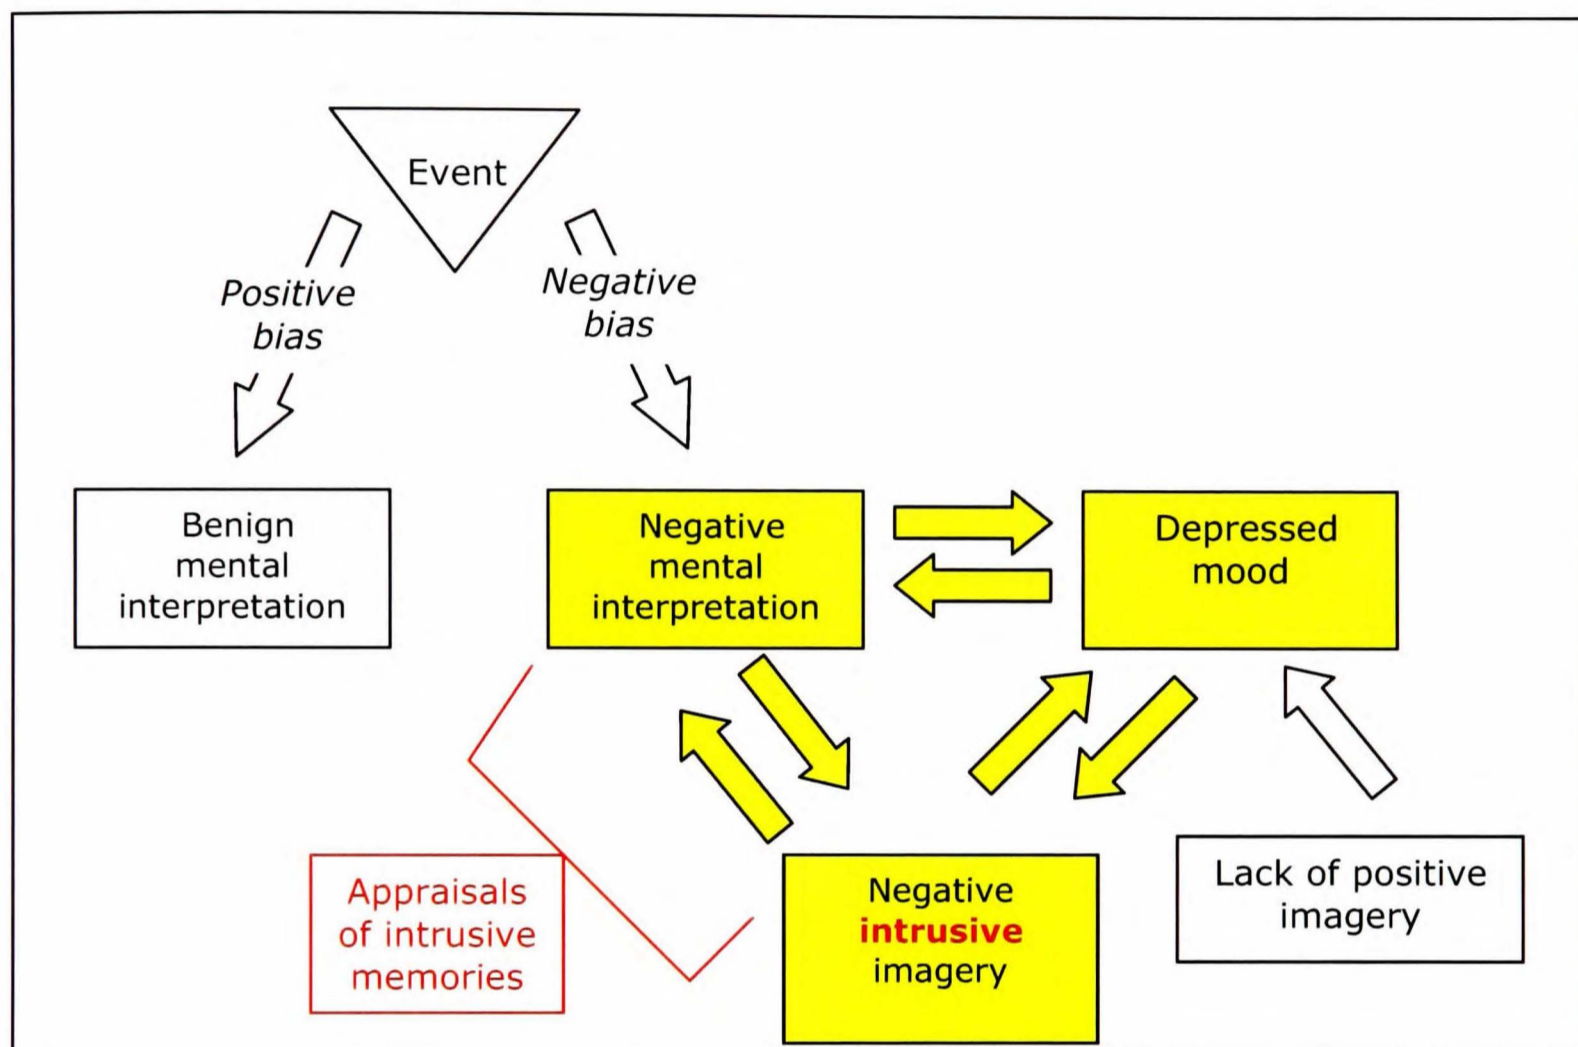 Event
Positive
bias
Negative
bias
Benign
mental
interpretation
Negative
mental
interpretation
Depressed
mood
Appraisals
of intrusive
memories
Negative
intrusive
imagery
Lack of positive
imagery